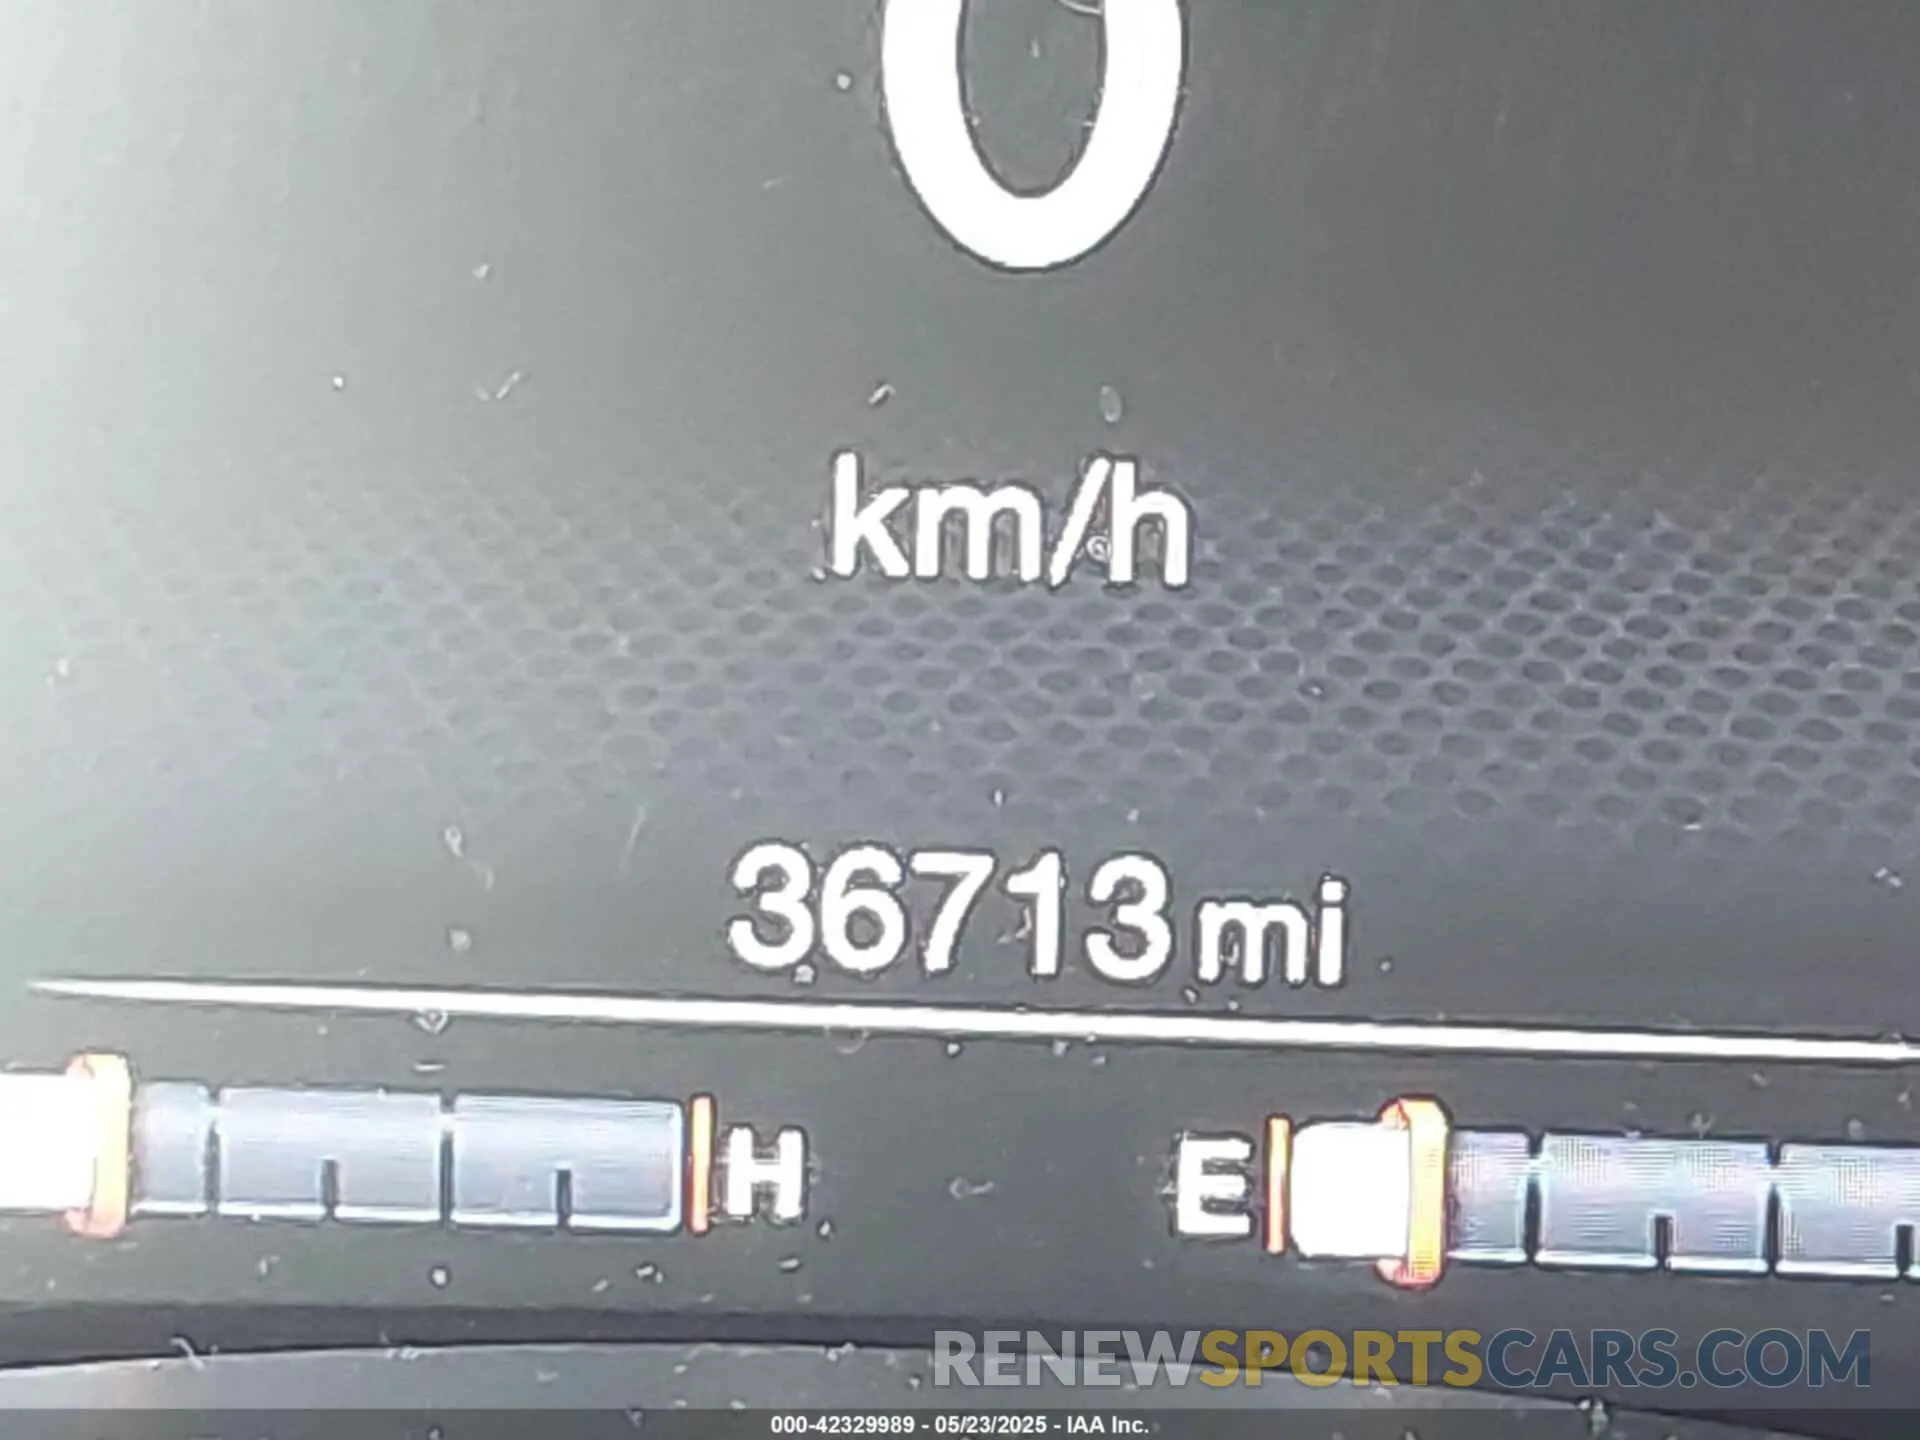 0
km/h
36713 mi
H E
RENEWSPORTSCARS.COM
000-42329989 - 05/23/2025 - IAA Inc.